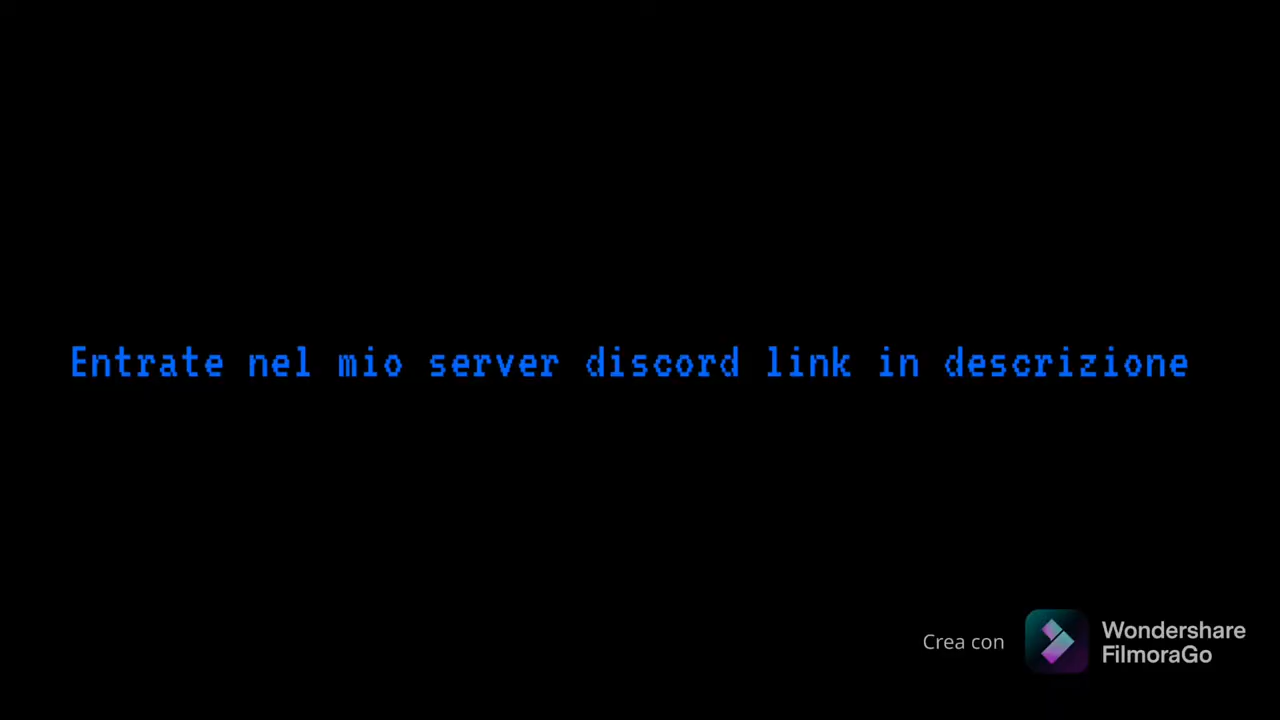 Entrate nel mio server discord link in descrizione
Crea con
Wondershare
FilmoraGo